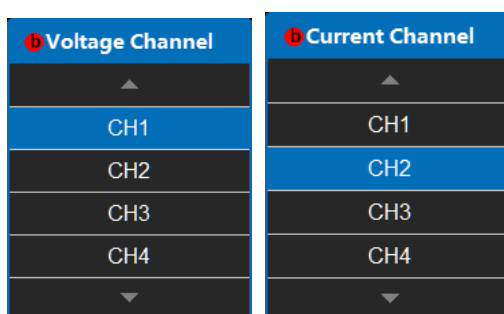 b Voltage Channel
CH1
CH2
CH3
CH4
b Current Channel
CH1
CH2
CH3
CH4